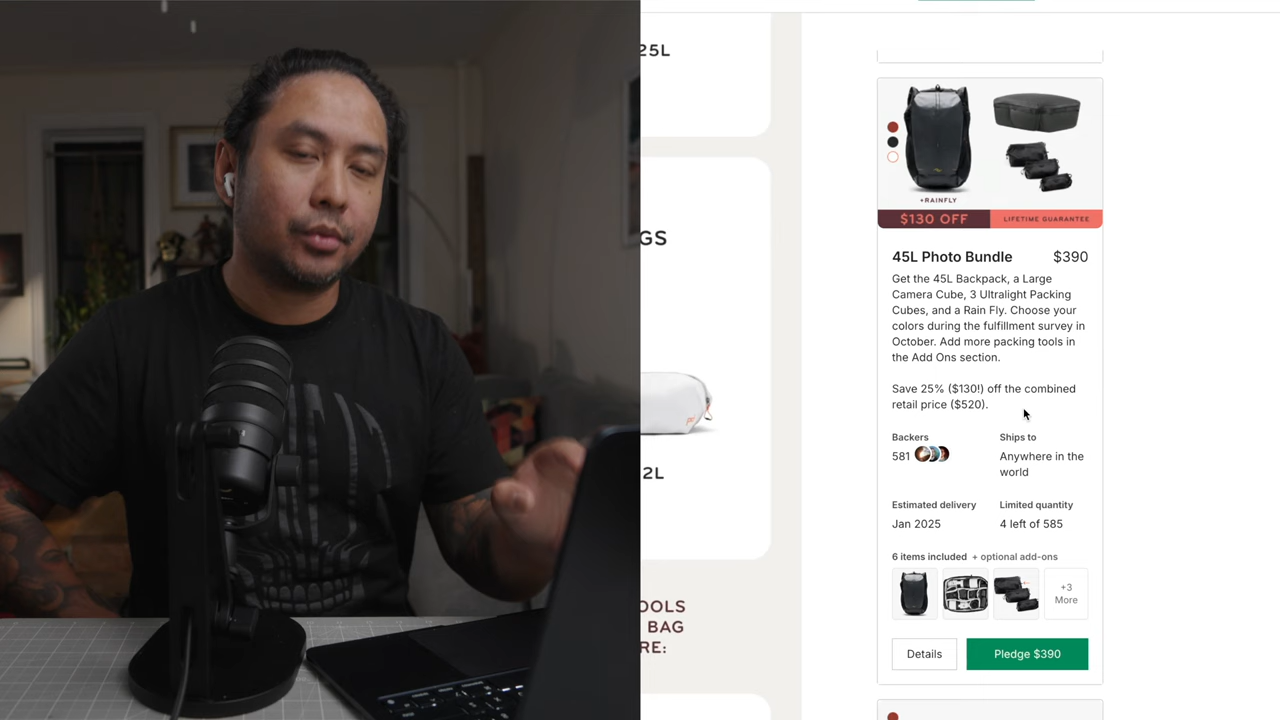 25L
GS
2L
OOLS
BAG
RE:
+RAINFLY
$130 OFF
LIFETIME GUARANTEE
45L Photo Bundle
$390
Get the 45L Backpack, a Large
Camera Cube, 3 Ultralight Packing
Cubes, and a Rain Fly. Choose your
colors during the fulfillment survey in
October. Add more packing tools in
the Add Ons section.
Save 25% ($130!) off the combined
retail price ($520).
Backers
581
Ships to
Anywhere in the
world
Estimated delivery
Jan 2025
Limited quantity
4 left of 585
6 items included + optional add-ons
+3
More
Details
Pledge $390